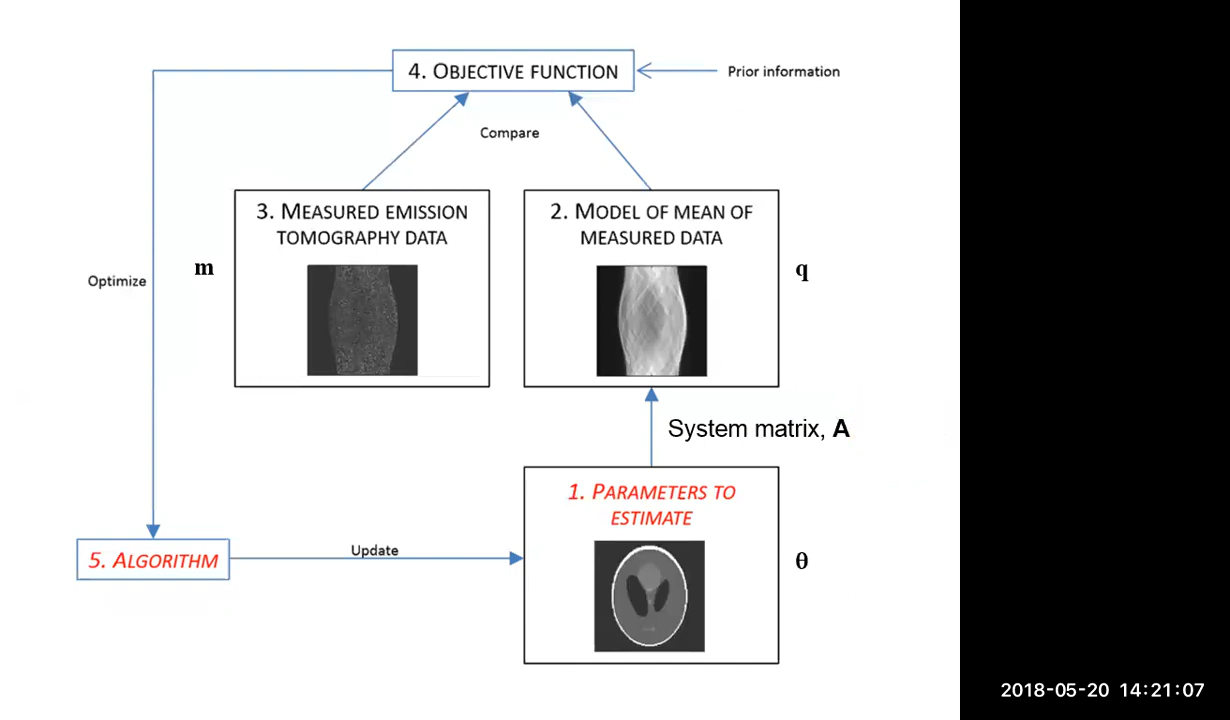 4. OBJECTIVE FUNCTION
Prior information
Compare
3. MEASURED EMISSION
TOMOGRAPHY DATA
2. MODEL OF MEAN OF
MEASURED DATA
m
q
Optimize
System matrix, A
1. PARAMETERS TO
ESTIMATE
5. ALGORITHM
Update
θ
2018-05-20 14:21:07